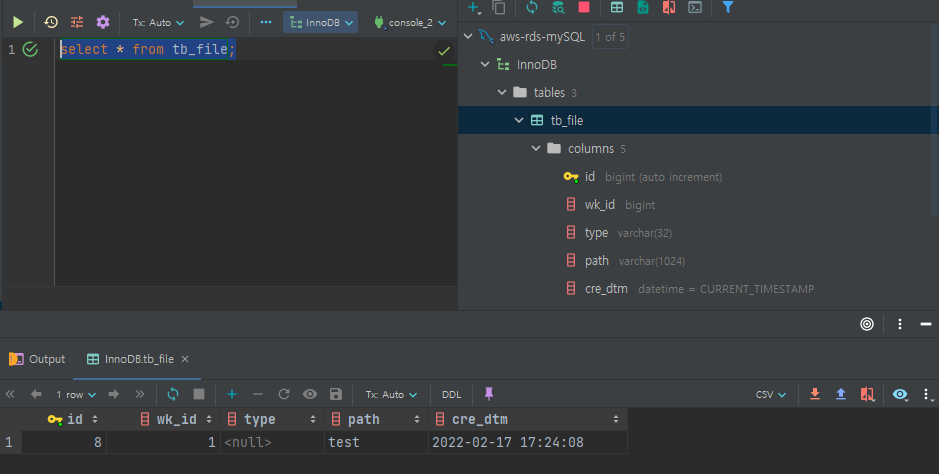 Tx: Auto InnoDB console_2
1 select * from tb_file;
aws-rds-mySQL 1 of 5
InnoDB
tables 3
tb_file
columns 5
id bigint (auto increment)
wk_id bigint
type varchar(32)
path varchar(1024)
cre_dtm datetime = CURRENT_TIMESTAMP
Output InnoDB.tb_file
1 row Tx: Auto DDL CSV
id wk_id type path cre_dtm
1 8 1 <null> test 2022-02-17 17:24:08